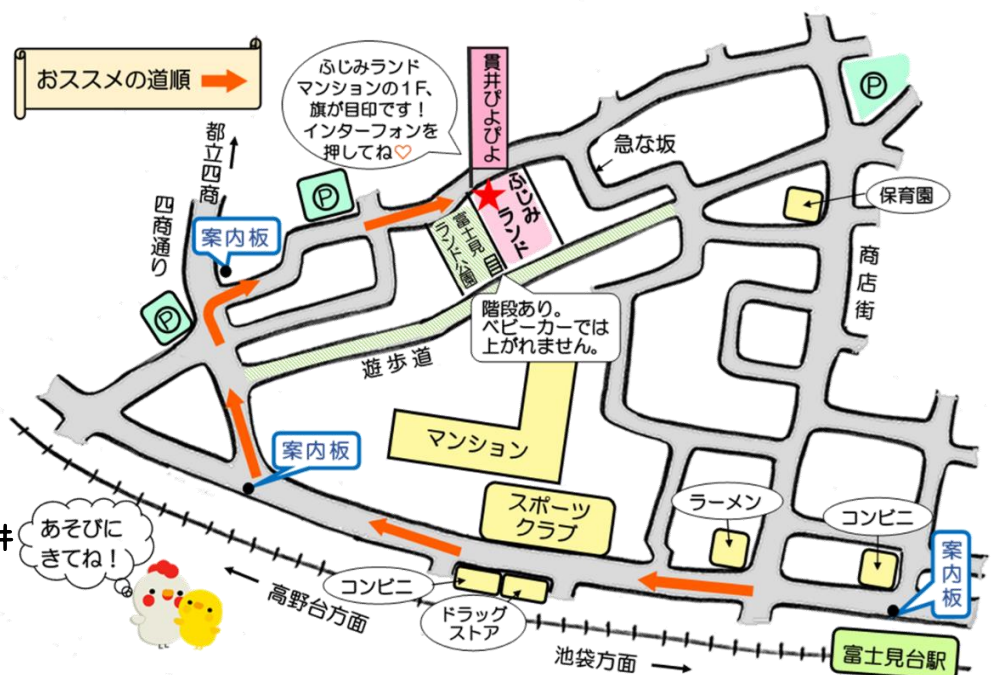 おススメの道順
ふじみランド
マンションの1F、
旗が目印です！
インターフォンを
押してね♡
貫井ぴよぴよ
急な坂
P
保育園
商店街
都立四商
四商通り
案内板
P
P
ふじみ
ランド
富士見
ランド公園
階段あり。
ベビーカーでは
上がれません。
遊歩道
マンション
案内板
スポーツ
クラブ
ラーメン
コンビニ
案内板
あそびに
きてね！
高野台方面
コンビニ
ドラッグ
ストア
池袋方面
富士見台駅